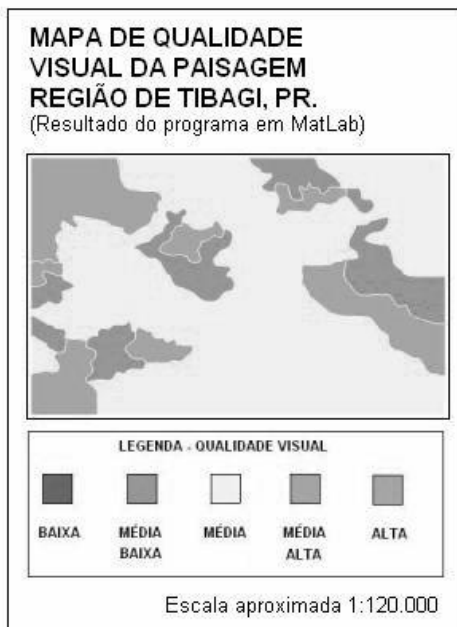 MAPA DE QUALIDADE
VISUAL DA PAISAGEM
REGIÃO DE TIBAGI, PR.
(Resultado do programa em MatLab)
LEGENDA - QUALIDADE VISUAL
BAIXA
MÉDIA
BAIXA
MÉDIA
MÉDIA
ALTA
ALTA
Escala aproximada 1:120.000